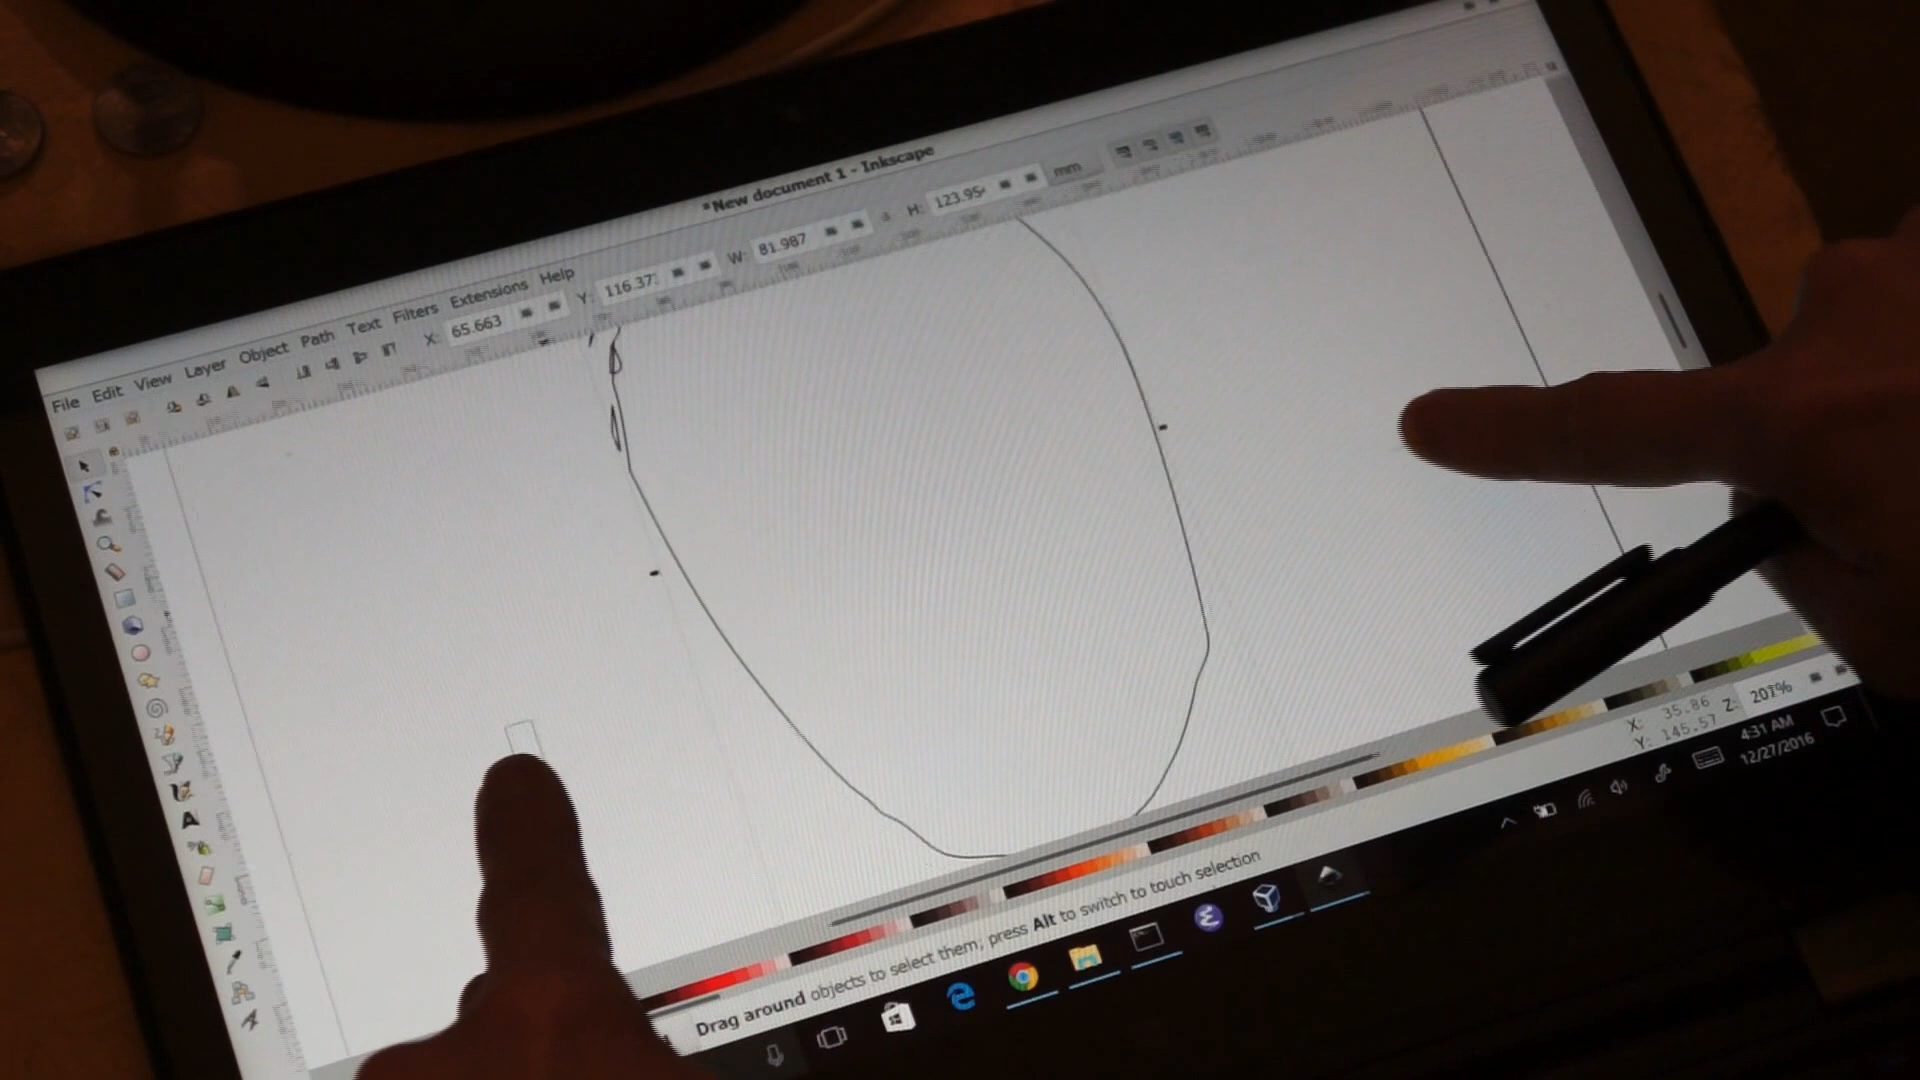 *New document 1 - Inkscape
File Edit View Layer Object Path Text Filters Extensions Help
X: 65.663 Y: 116.37 W: 81.987 H: 123.95 mm
A
X: 35.86
Y: 145.57
Z: 201%
Drag around objects to select them; press Alt to switch to touch selection
4:31 AM
12/27/2016